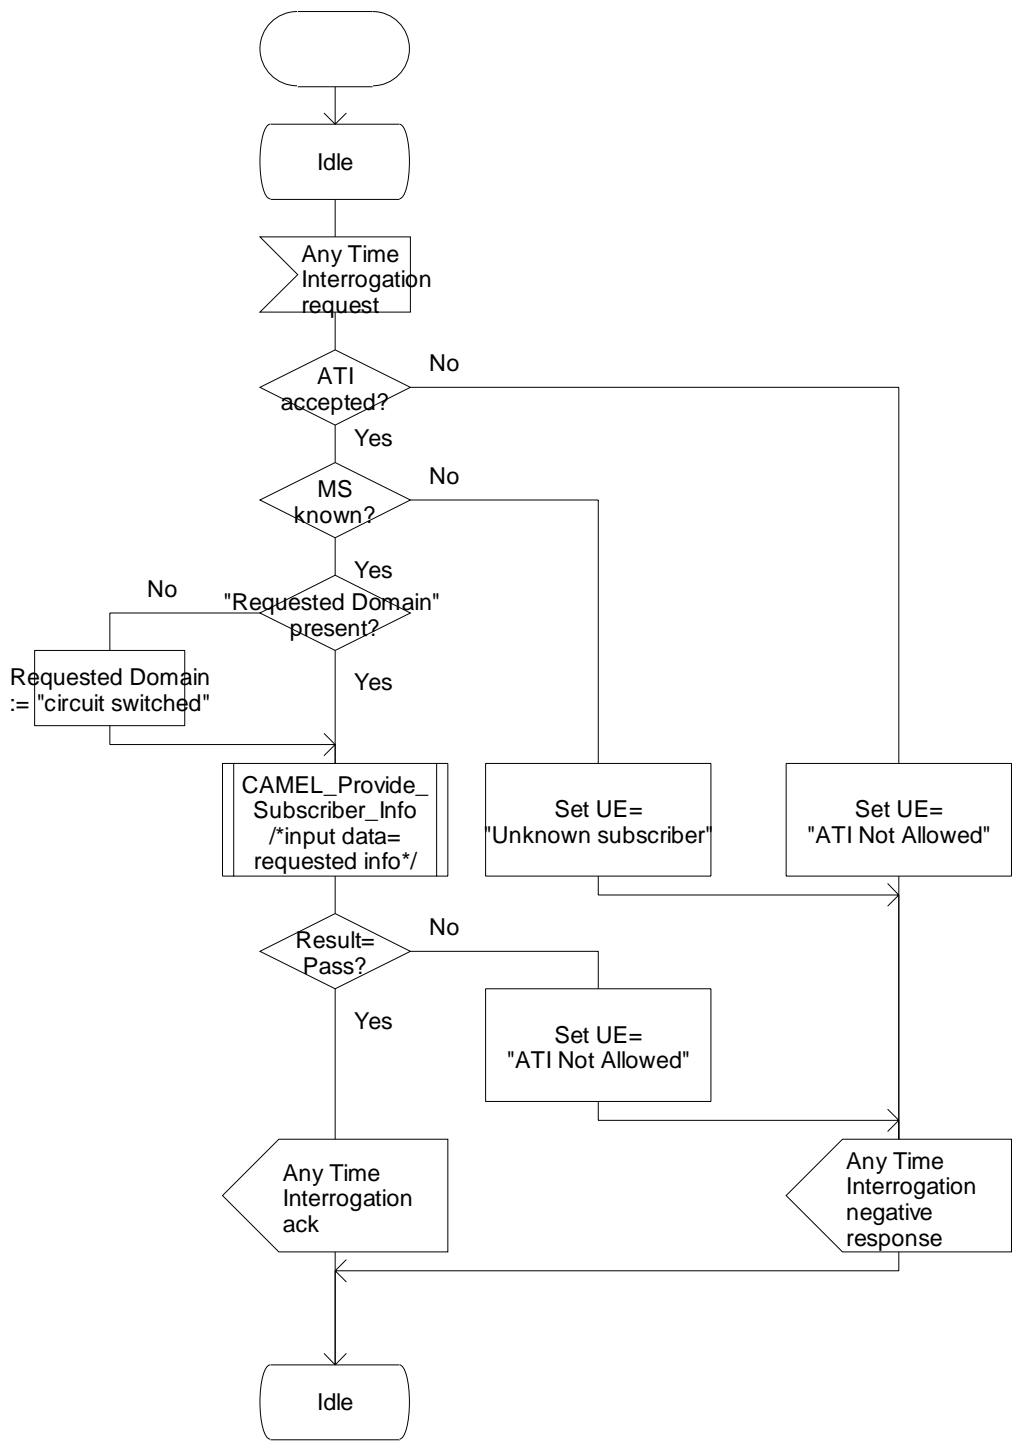 Idle
Any Time
Interrogation
request
ATI
accepted?
No
Yes
MS
known?
No
Yes
"Requested Domain"
present?
No
Yes
Requested Domain
:= "circuit switched"
CAMEL_Provide_
Subscriber_Info
/*input data=
requested info*/
Set UE=
"Unknown subscriber"
Set UE=
"ATI Not Allowed"
Result=
Pass?
No
Yes
Set UE=
"ATI Not Allowed"
Any Time
Interrogation
ack
Any Time
Interrogation
negative
response
Idle